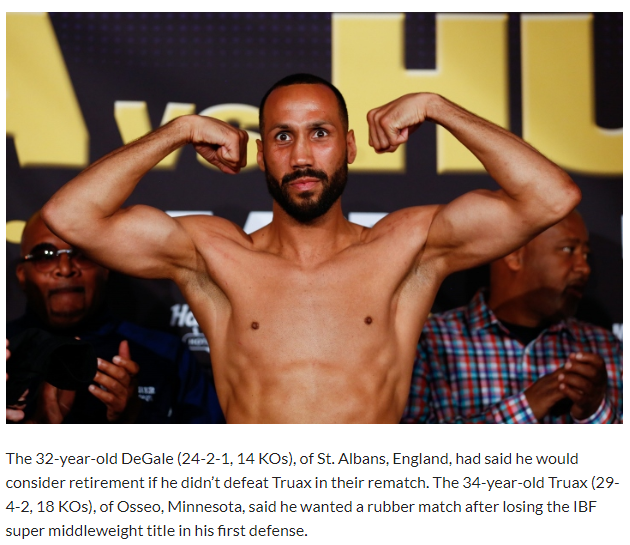 A vs HU
Ho
The 32-year-old DeGale (24-2-1, 14 KOs), of St. Albans, England, had said he would
consider retirement if he didn't defeat Truax in their rematch. The 34-year-old Truax (29-
4-2, 18 KOs), of Osseo, Minnesota, said he wanted a rubber match after losing the IBF
super middleweight title in his first defense.